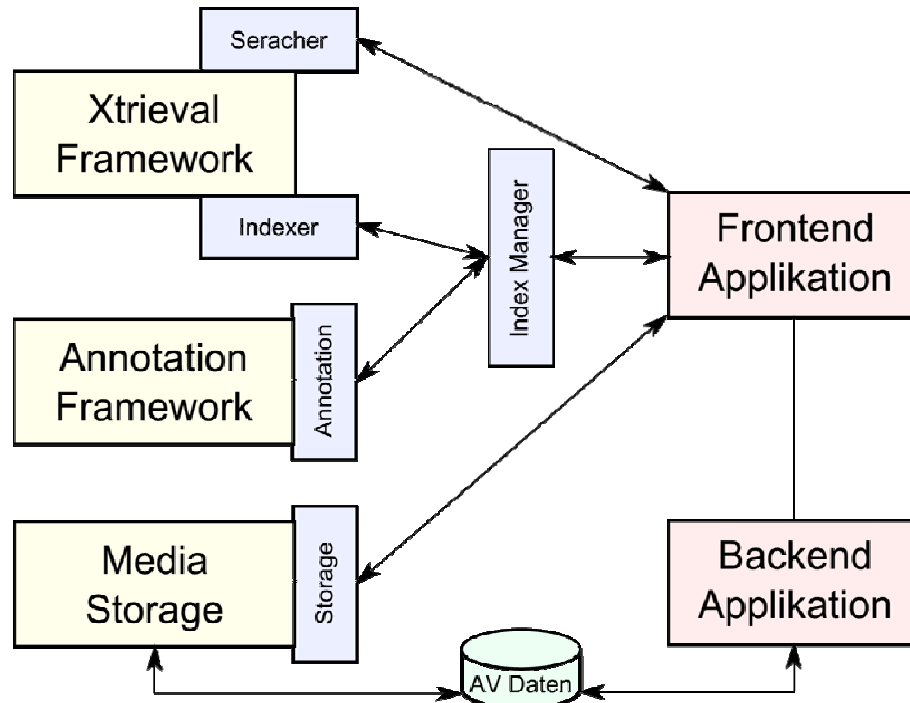 Seracher
Xtrieval
Framework
Indexer
Index Manager
Frontend
Applikation
Annotation
Framework
Annotation
Media
Storage
Storage
Backend
Applikation
AV Daten